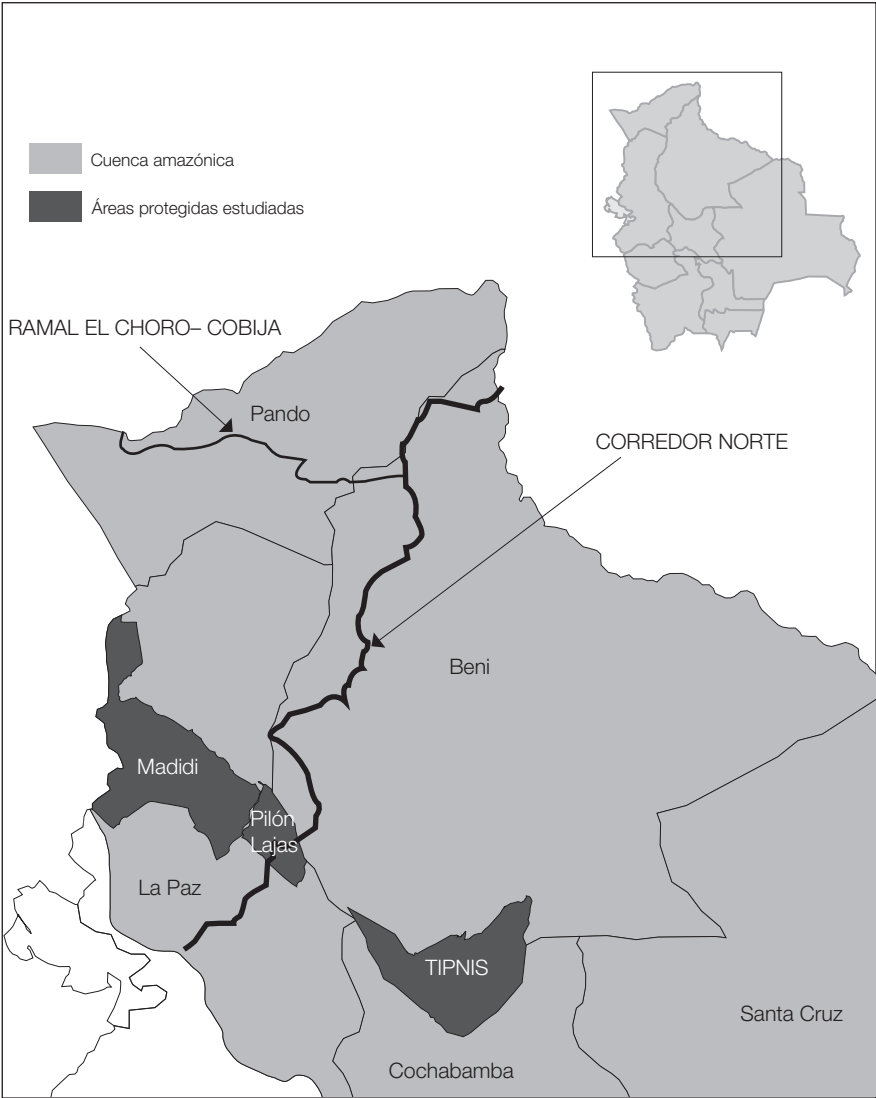 Cuenca amazónica
Áreas protegidas estudiadas
RAMAL EL CHORO– COBIJA
Pando
CORREDOR NORTE
Beni
Madidi
Pilón
Lajas
La Paz
TIPNIS
Santa Cruz
Cochabamba